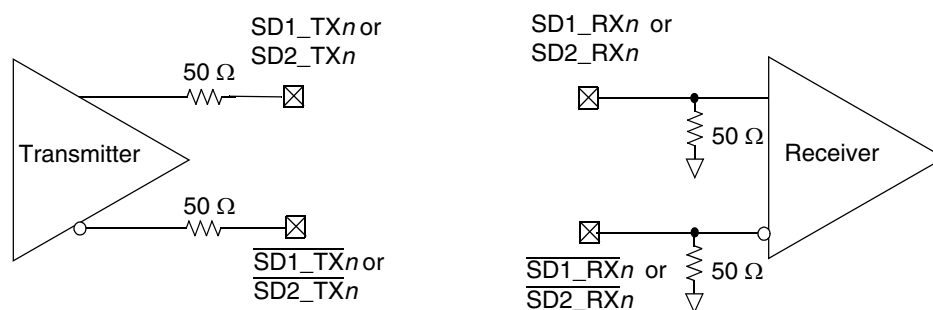 SD1_TXn or
SD2_TXn
50 Ω
Transmitter
50 Ω
SD1_TXn or
SD2_TXn
SD1_RXn or
SD2_RXn
50 Ω
Receiver
SD1_RXn or
SD2_RXn
50 Ω